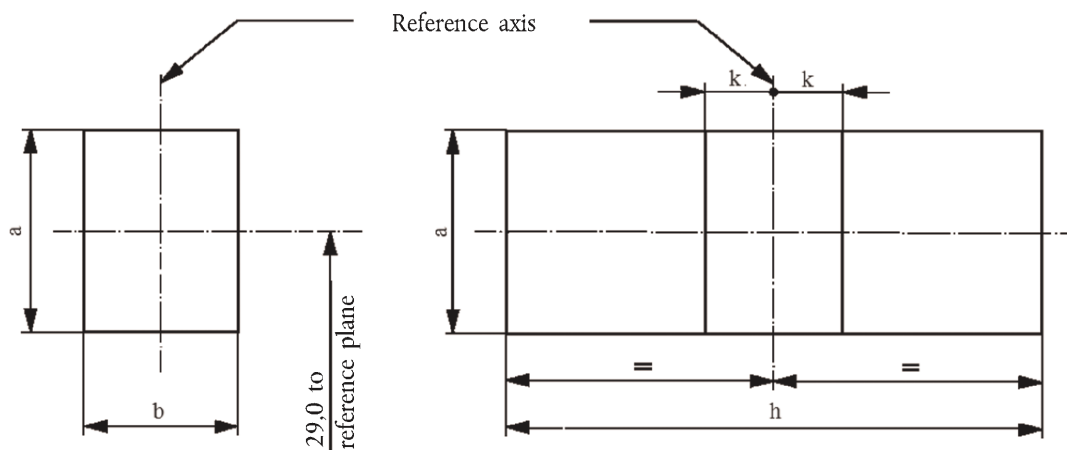 Reference axis
k
k
a
a
29,0 to
reference plane
=
=
b
h